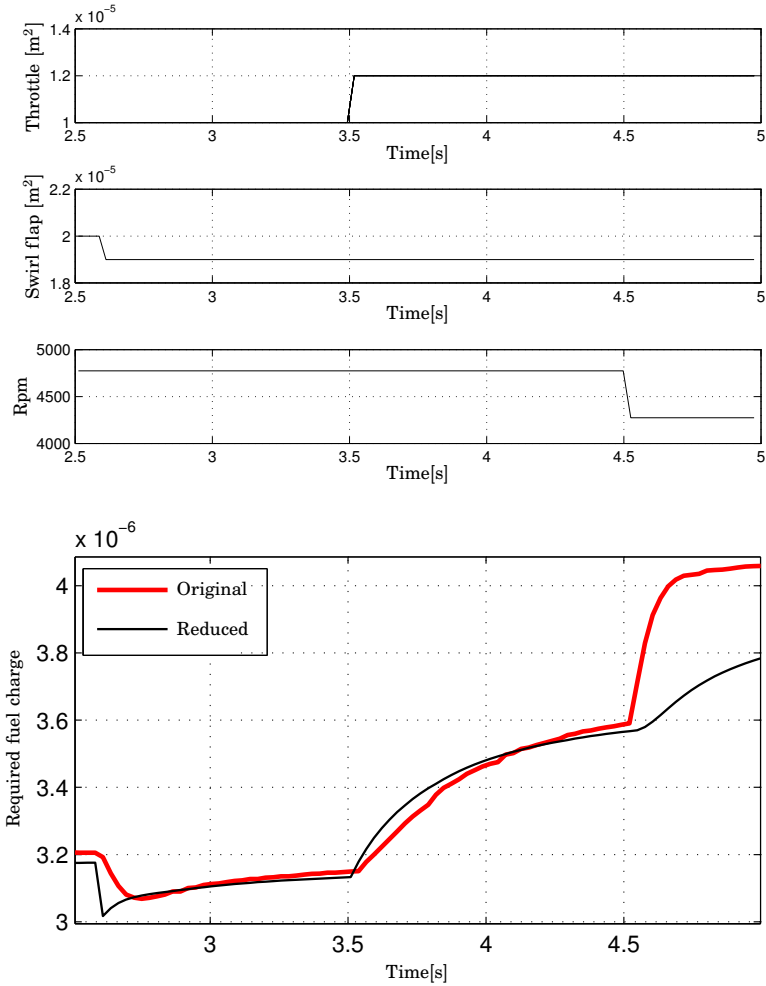 x 10⁻⁵
1.4
1.2
1
Throttle [m²]
2.5 3 3.5 4 4.5 5
Time[s]
x 10⁻⁵
2.2
2
1.8
Swirl flap [m²]
2.5 3 3.5 4 4.5 5
Time[s]
5000
4500
4000
Rpm
2.5 3 3.5 4 4.5 5
Time[s]
x 10⁻⁶
Original
Reduced
4
3.8
3.6
3.4
3.2
3
Required fuel charge
3 3.5 4 4.5
Time[s]